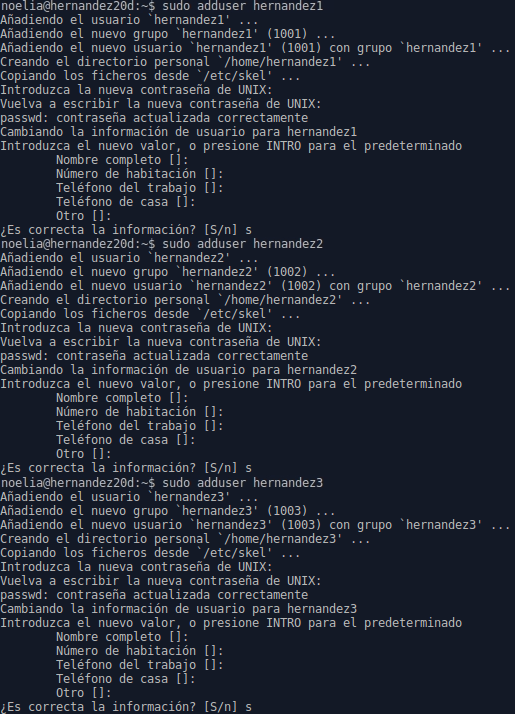 noelia@hernandez20d:~$ sudo adduser hernandez1
Añadiendo el usuario `hernandez1' ...
Añadiendo el nuevo grupo `hernandez1' (1001) ...
Añadiendo el nuevo usuario `hernandez1' (1001) con grupo `hernandez1' ...
Creando el directorio personal `/home/hernandez1' ...
Copiando los ficheros desde `/etc/skel' ...
Introduzca la nueva contraseña de UNIX:
Vuelva a escribir la nueva contraseña de UNIX:
passwd: contraseña actualizada correctamente
Cambiando la información de usuario para hernandez1
Introduzca el nuevo valor, o presione INTRO para el predeterminado
Nombre completo []:
Número de habitación []:
Teléfono del trabajo []:
Teléfono de casa []:
Otro []:
¿Es correcta la información? [S/n] s
noelia@hernandez20d:~$ sudo adduser hernandez2
Añadiendo el usuario `hernandez2' ...
Añadiendo el nuevo grupo `hernandez2' (1002) ...
Añadiendo el nuevo usuario `hernandez2' (1002) con grupo `hernandez2' ...
Creando el directorio personal `/home/hernandez2' ...
Copiando los ficheros desde `/etc/skel' ...
Introduzca la nueva contraseña de UNIX:
Vuelva a escribir la nueva contraseña de UNIX:
passwd: contraseña actualizada correctamente
Cambiando la información de usuario para hernandez2
Introduzca el nuevo valor, o presione INTRO para el predeterminado
Nombre completo []:
Número de habitación []:
Teléfono del trabajo []:
Teléfono de casa []:
Otro []:
¿Es correcta la información? [S/n] s
noelia@hernandez20d:~$ sudo adduser hernandez3
Añadiendo el usuario `hernandez3' ...
Añadiendo el nuevo grupo `hernandez3' (1003) ...
Añadiendo el nuevo usuario `hernandez3' (1003) con grupo `hernandez3' ...
Creando el directorio personal `/home/hernandez3' ...
Copiando los ficheros desde `/etc/skel' ...
Introduzca la nueva contraseña de UNIX:
Vuelva a escribir la nueva contraseña de UNIX:
passwd: contraseña actualizada correctamente
Cambiando la información de usuario para hernandez3
Introduzca el nuevo valor, o presione INTRO para el predeterminado
Nombre completo []:
Número de habitación []:
Teléfono del trabajo []:
Teléfono de casa []:
Otro []:
¿Es correcta la información? [S/n] s